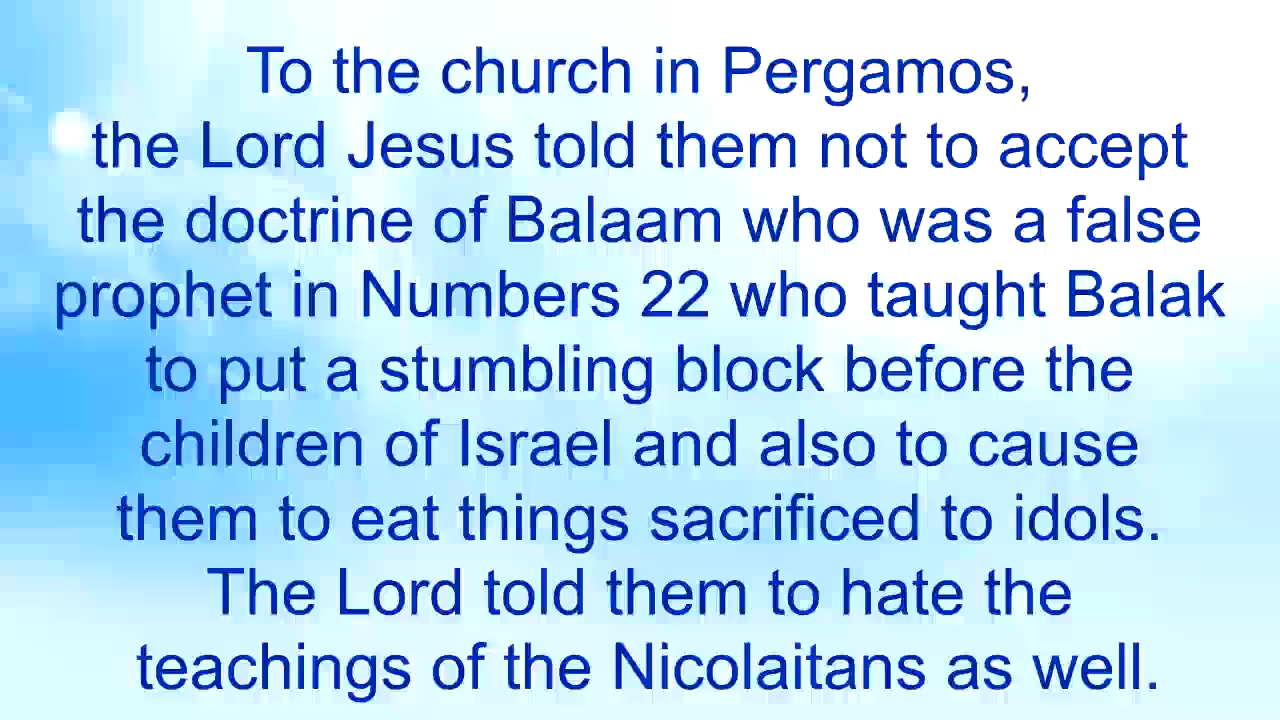 To the church in Pergamos,
the Lord Jesus told them not to accept
the doctrine of Balaam who was a false
prophet in Numbers 22 who taught Balak
to put a stumbling block before the
children of Israel and also to cause
them to eat things sacrificed to idols.
The Lord told them to hate the
teachings of the Nicolaitans as well.